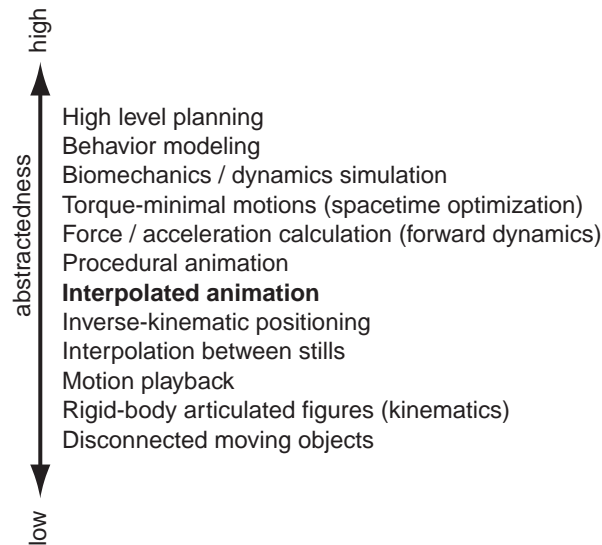 high
abstractedness
High level planning
Behavior modeling
Biomechanics / dynamics simulation
Torque-minimal motions (spacetime optimization)
Force / acceleration calculation (forward dynamics)
Procedural animation
Interpolated animation
Inverse-kinematic positioning
Interpolation between stills
Motion playback
Rigid-body articulated figures (kinematics)
Disconnected moving objects
low